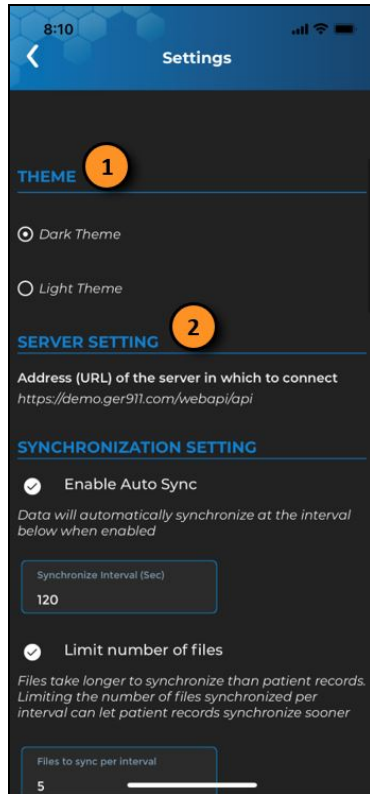 8:10
Settings
THEME
1
Dark Theme
Light Theme
2
SERVER SETTING
Address (URL) of the server in which to connect
https://demo.ger911.com/webapi/api
SYNCHRONIZATION SETTING
Enable Auto Sync
Data will automatically synchronize at the interval
below when enabled
Synchronize Interval (Sec)
120
Limit number of files
Files take longer to synchronize than patient records.
Limiting the number of files synchronized per
interval can let patient records synchronize sooner
Files to sync per interval
5